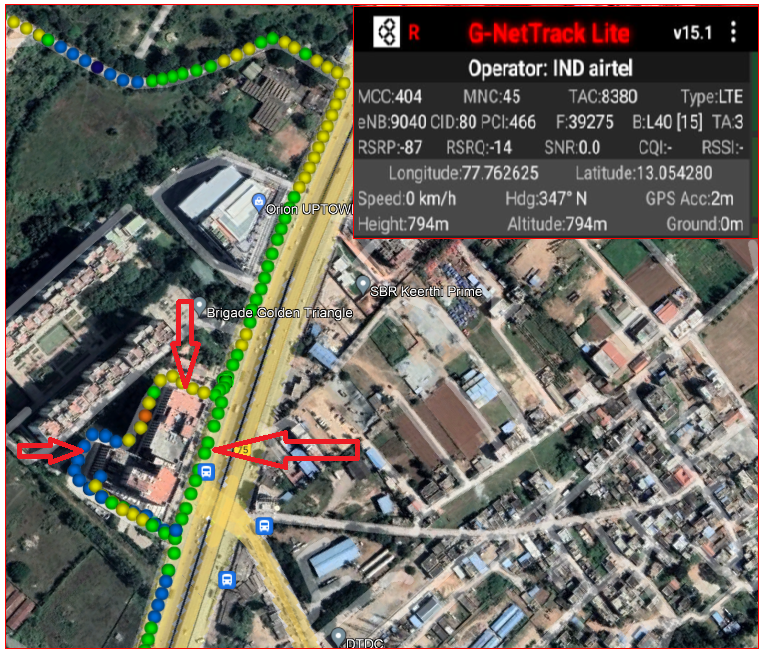 R G-NetTrack Lite v15.1
Operator: IND airtel
MCC:404 MNC:45 TAC:8380 Type:LTE
eNB:9040 CID:80 PCI:466 F:39275 B:L40 [15] TA:3
RSRP:-87 RSRQ:-14 SNR:0.0 CQI:- RSSI:-
Longitude:77.762625 Latitude:13.054280
Speed:0 km/h Hdg:347° N GPS Acc:2m
Height:794m Altitude:794m Ground:0m
Orion UPTOW
SBR Keerthi Prime
Brigade Golden Triangle
75
DTDC